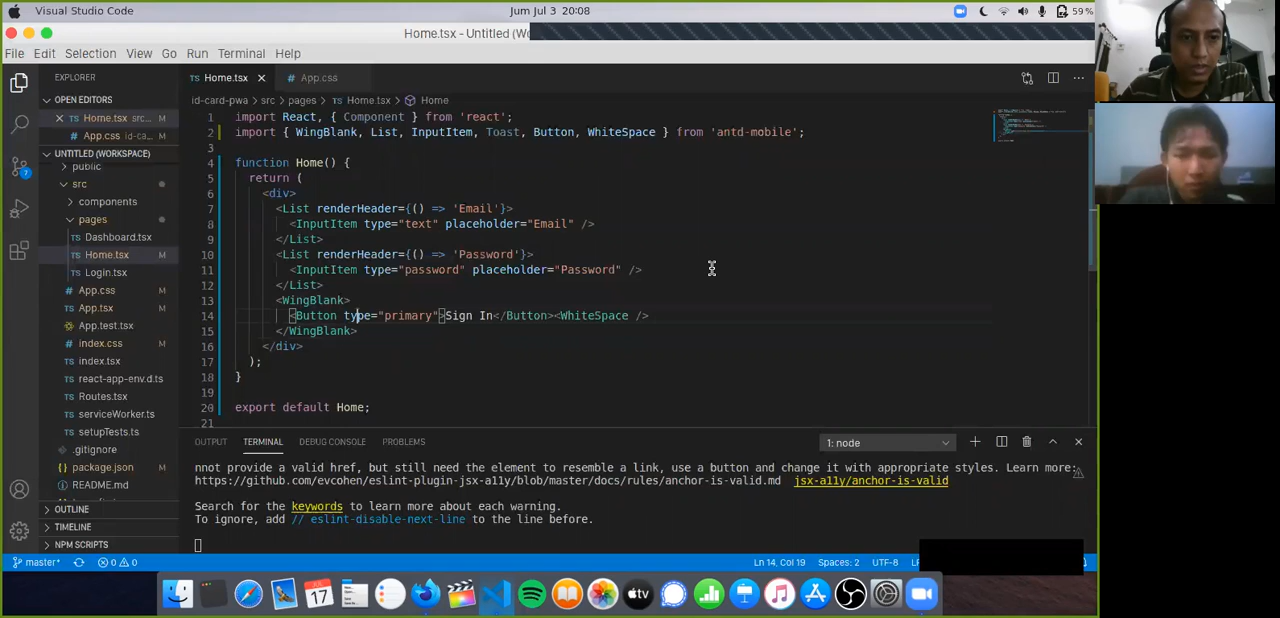 Visual Studio Code
Jum Jul 3 20:08
59%
Home.tsx - Untitled (Wo
File Edit Selection View Go Run Terminal Help
EXPLORER
OPEN EDITORS
Home.tsx src...
App.css id-ca...
UNTITLED (WORKSPACE)
public
src
components
pages
Dashboard.tsx
Home.tsx M
Login.tsx
App.css M
App.tsx M
App.test.tsx
index.css M
index.tsx
react-app-env.d.ts
Routes.tsx
serviceWorker.ts
setupTests.ts
.gitignore
package.json M
README.md
OUTLINE
TIMELINE
NPM SCRIPTS
7
Home.tsx
App.css
id-card-pwa > src > pages > Home.tsx > Home
1 import React, { Component } from 'react';
2 import { WingBlank, List, InputItem, Toast, Button, WhiteSpace } from 'antd-mobile';
3
4 function Home() {
5 return (
6 <div>
7 <List renderHeader={() => 'Email'}>
8 <InputItem type="text" placeholder="Email" />
9 </List>
10 <List renderHeader={() => 'Password'}>
11 <InputItem type="password" placeholder="Password" />
12 </List>
13 <WingBlank>
14 <Button type="primary">Sign In</Button><WhiteSpace />
15 </WingBlank>
16 </div>
17 );
18 }
19
20 export default Home;
21
OUTPUT TERMINAL DEBUG CONSOLE PROBLEMS
1: node
nnot provide a valid href, but still need the element to resemble a link, use a button and change it with appropriate styles. Learn more:
https://github.com/evcohen/eslint-plugin-jsx-a11y/blob/master/docs/rules/anchor-is-valid.md jsx-a11y/anchor-is-valid
Search for the keywords to learn more about each warning.
To ignore, add // eslint-disable-next-line to the line before.
master*
0 0
Ln 14, Col 19 Spaces: 2 UTF-8 LF
JUL
17
tv